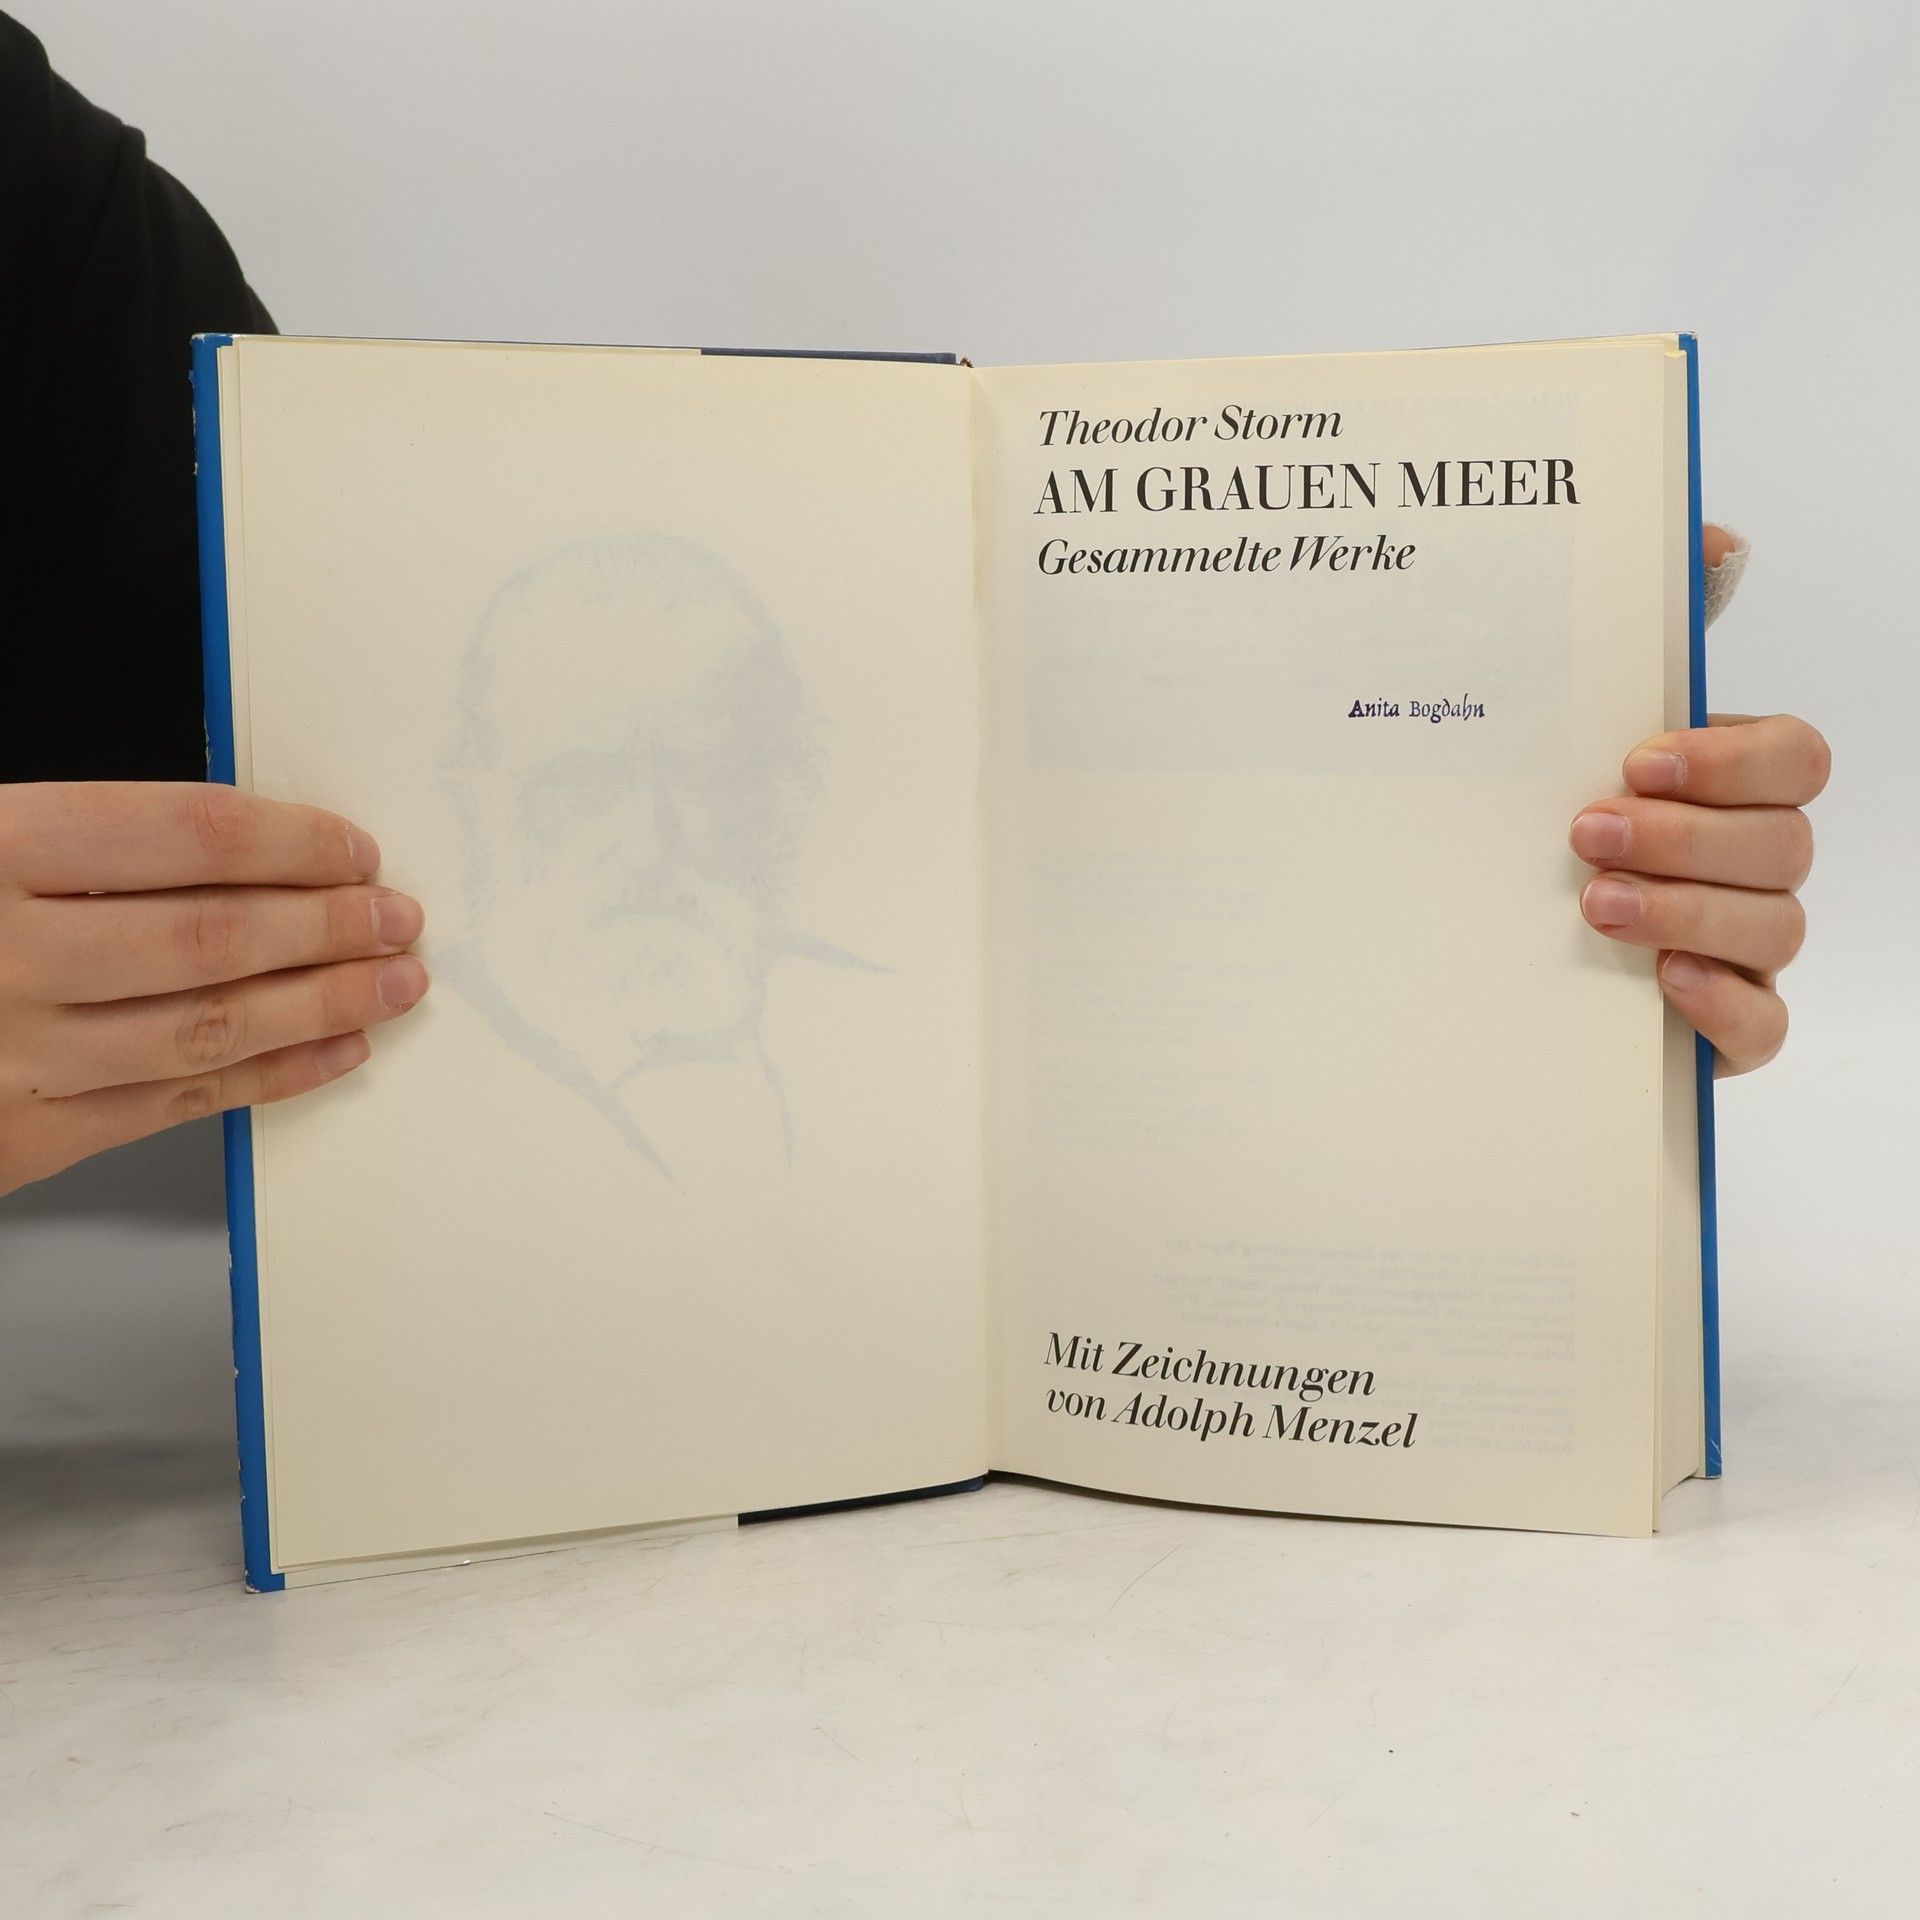 Theodor Storm
AM GRAUEN MEER
Gesammelte Werke
Anita Bogdahn
Mit Zeichnungen
von Adolph Menzel